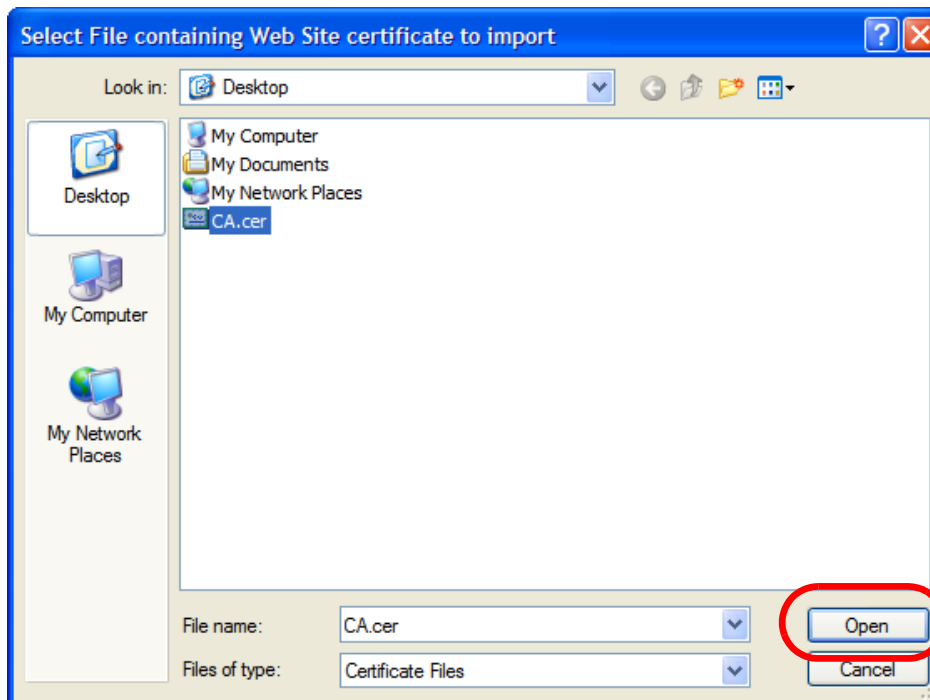 Select File containing Web Site certificate to import
Look in: Desktop
My Computer
My Documents
My Network Places
CA.cer
Desktop
My Computer
My Network
Places
File name: CA.cer Open
Files of type: Certificate Files Cancel